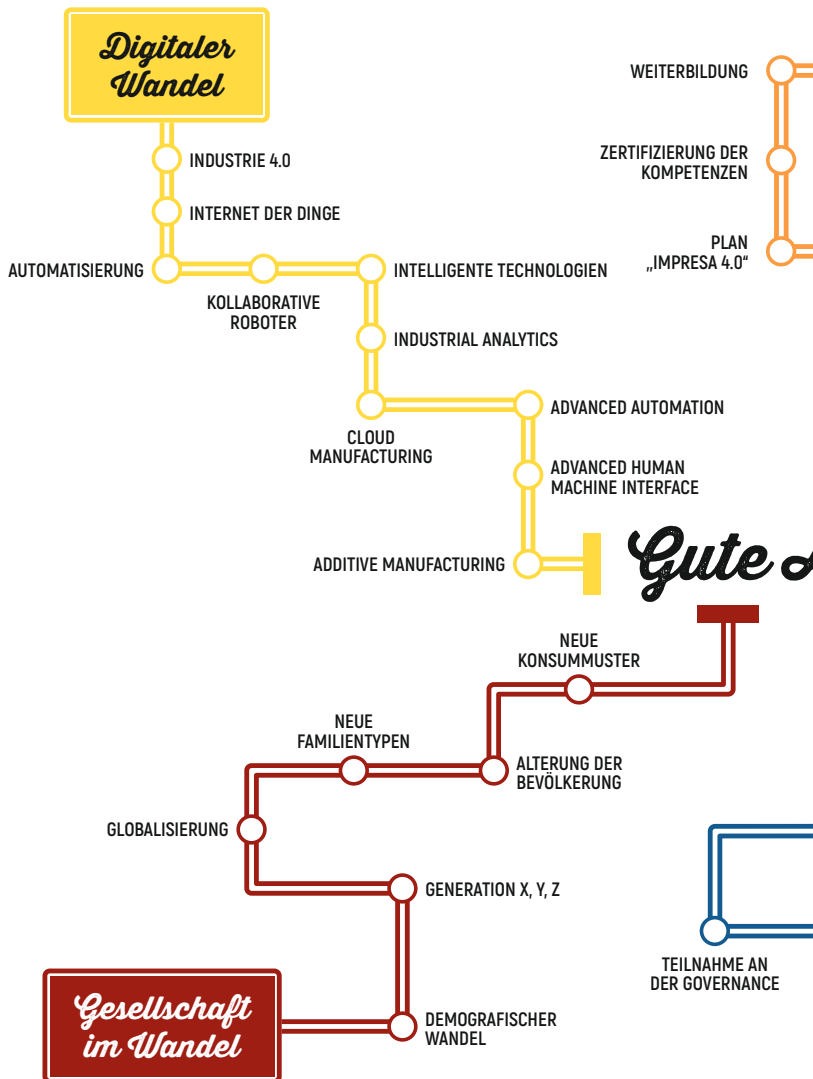 Digitaler
Wandel
INDUSTRIE 4.0
INTERNET DER DINGE
AUTOMATISIERUNG
KOLLABORATIVE
ROBOTER
INTELLIGENTE TECHNOLOGIEN
INDUSTRIAL ANALYTICS
CLOUD
MANUFACTURING
ADVANCED AUTOMATION
ADVANCED HUMAN
MACHINE INTERFACE
ADDITIVE MANUFACTURING
WEITERBILDUNG
ZERTIFIZIERUNG DER
KOMPETENZEN
PLAN
„IMPRESA 4.0“
Gute
NEUE
KONSUMMUSTER
NEUE
FAMILIENTYPEN
ALTERUNG DER
BEVÖLKERUNG
GLOBALISIERUNG
GENERATION X, Y, Z
DEMOGRAFISCHER
WANDEL
Gesellschaft
im Wandel
TEILNAHME AN
DER GOVERNANCE